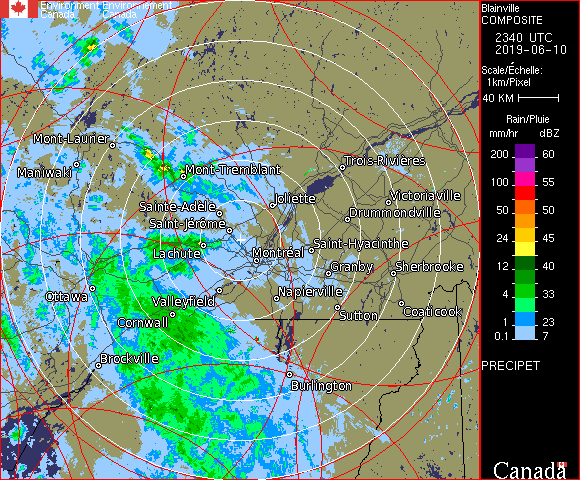 Environment Environnement
Canada Canada
Mont-Laurier
Maniwaki
Mont-Tremblant
Trois-Rivières
Sainte-Adèle
Joliette
Victoriaville
Drummondville
Saint-Jérôme
Lachute
Montréal
Saint-Hyacinthe
Granby
Sherbrooke
Ottawa
Valleyfield
Napierville
Cornwall
Sutton
Coaticook
Brockville
Burlington
Blainville
COMPOSITE
2340 UTC
2019-06-10
Scale/Échelle:
1km/Pixel
40 KM
Rain/Pluie
mm/hr dBZ
200 60
100 55
50 50
24 45
12 40
4 33
1 23
0.1 7
PRECIPET
Canada